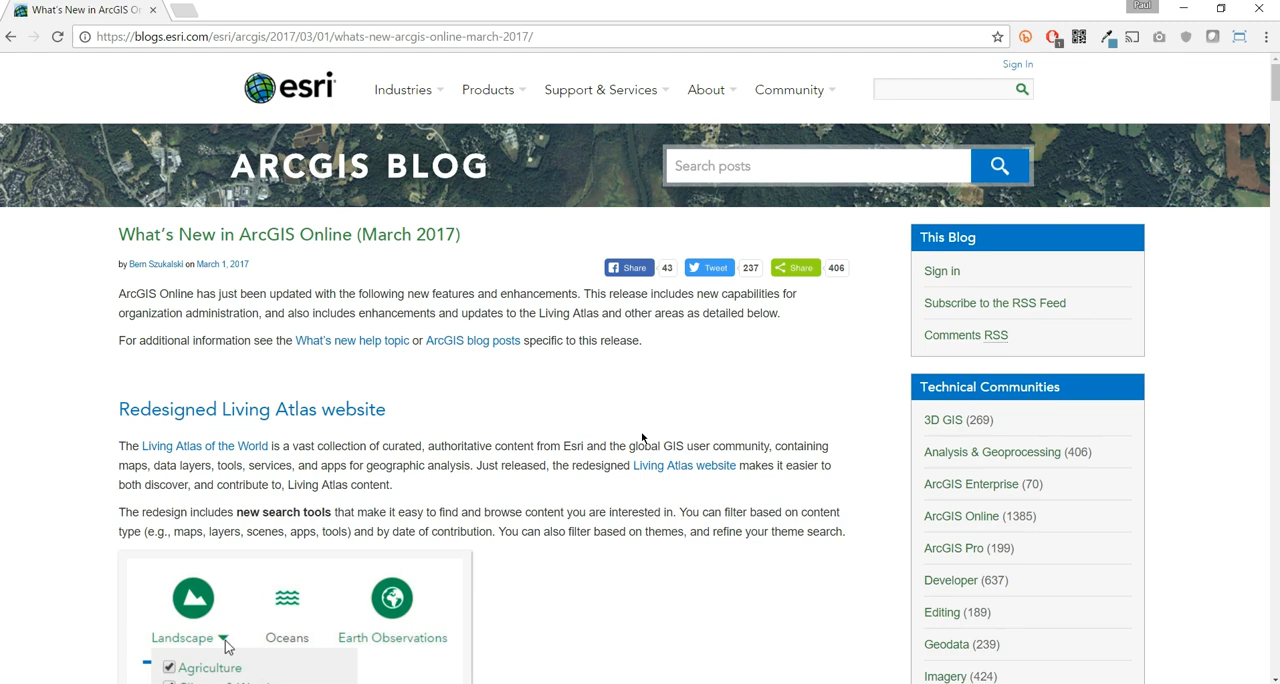 What's New in ArcGIS Or
Paul
https://blogs.esri.com/esri/arcgis/2017/03/01/whats-new-arcgis-online-march-2017/
1
Sign In
esri
Industries Products Support & Services About Community
ARCGIS BLOG
Search posts
What's New in ArcGIS Online (March 2017)
by Bern Szukalski on March 1, 2017
Share 43 Tweet 237 Share 406
ArcGIS Online has just been updated with the following new features and enhancements. This release includes new capabilities for
organization administration, and also includes enhancements and updates to the Living Atlas and other areas as detailed below.
For additional information see the What's new help topic or ArcGIS blog posts specific to this release.
Redesigned Living Atlas website
The Living Atlas of the World is a vast collection of curated, authoritative content from Esri and the global GIS user community, containing
maps, data layers, tools, services, and apps for geographic analysis. Just released, the redesigned Living Atlas website makes it easier to
both discover, and contribute to, Living Atlas content.
The redesign includes new search tools that make it easy to find and browse content you are interested in. You can filter based on content
type (e.g., maps, layers, scenes, apps, tools) and by date of contribution. You can also filter based on themes, and refine your theme search.
Landscape Oceans Earth Observations
Agriculture
This Blog
Sign in
Subscribe to the RSS Feed
Comments RSS
Technical Communities
3D GIS (269)
Analysis & Geoprocessing (406)
ArcGIS Enterprise (70)
ArcGIS Online (1385)
ArcGIS Pro (199)
Developer (637)
Editing (189)
Geodata (239)
Imagery (424)